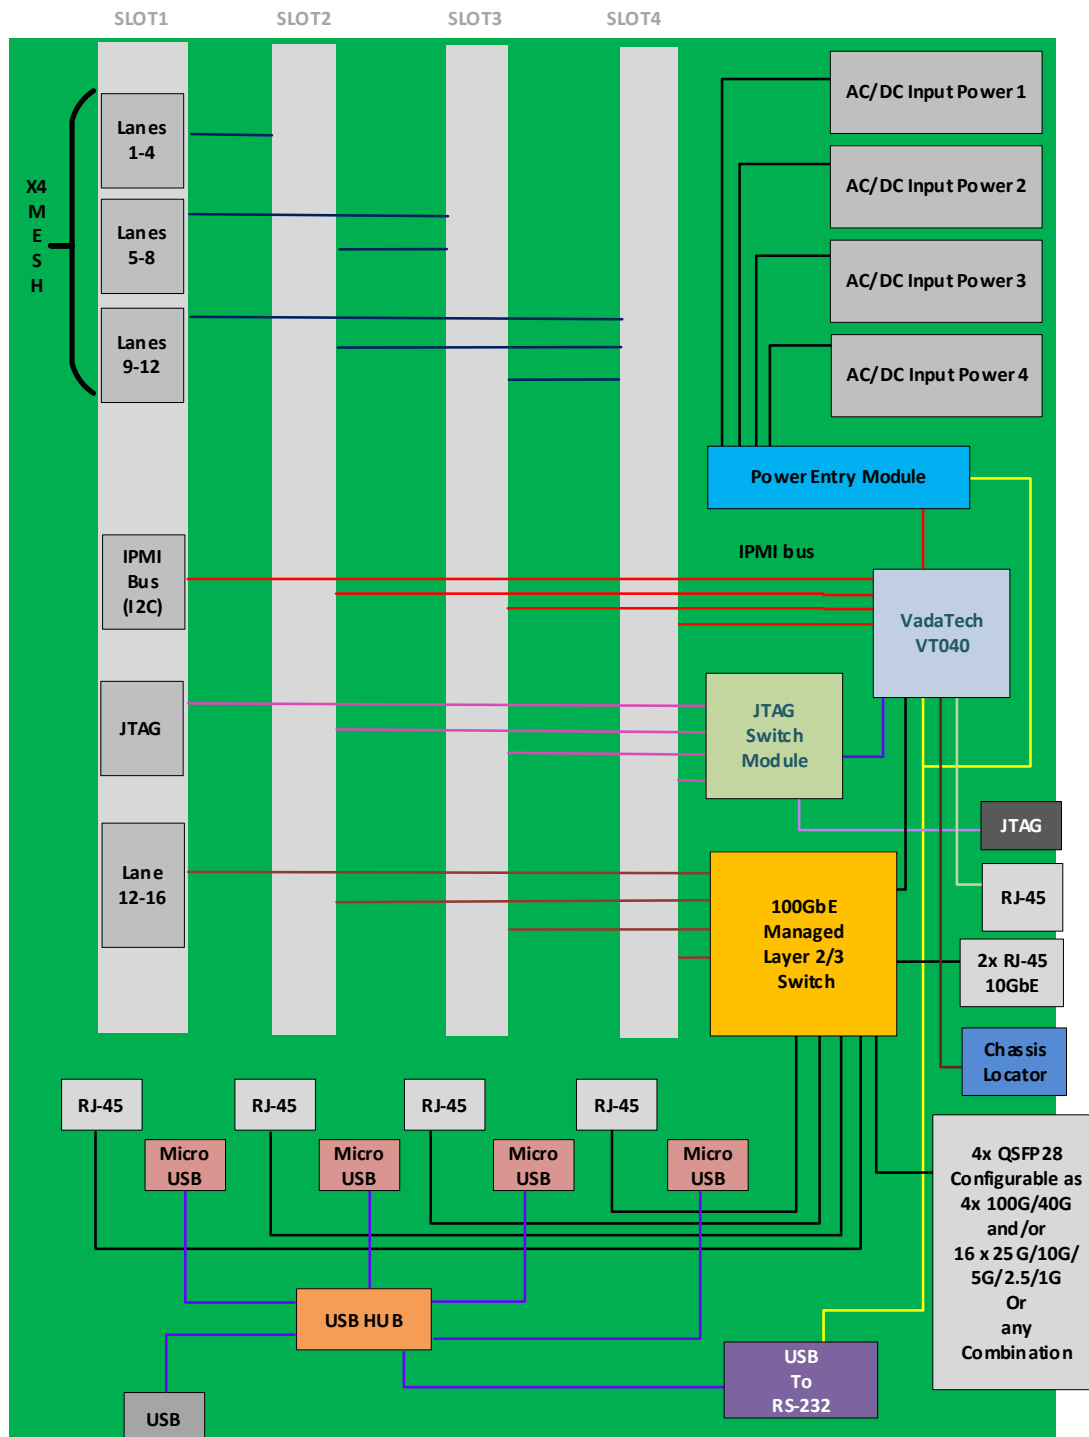 SLOT1
SLOT2
SLOT3
SLOT4
Lanes
1-4
X4
M
E
S
H
Lanes
5-8
Lanes
9-12
AC/DC Input Power 1
AC/DC Input Power 2
AC/DC Input Power 3
AC/DC Input Power 4
Power Entry Module
IPMI bus
IPMI
Bus
(I2C)
VadaTech
VT040
JTAG
JTAG
Switch
Module
JTAG
Lane
12-16
100GbE
Managed
Layer 2/3
Switch
RJ-45
2x RJ-45
10GbE
Chassis
Locator
RJ-45
RJ-45
RJ-45
RJ-45
Micro
USB
Micro
USB
Micro
USB
Micro
USB
4x QSFP28
Configurable as
4x 100G/40G
and/or
16 x 25G/10G/
5G/2.5/1G
Or
any
Combination
USB HUB
USB
To
RS-232
USB